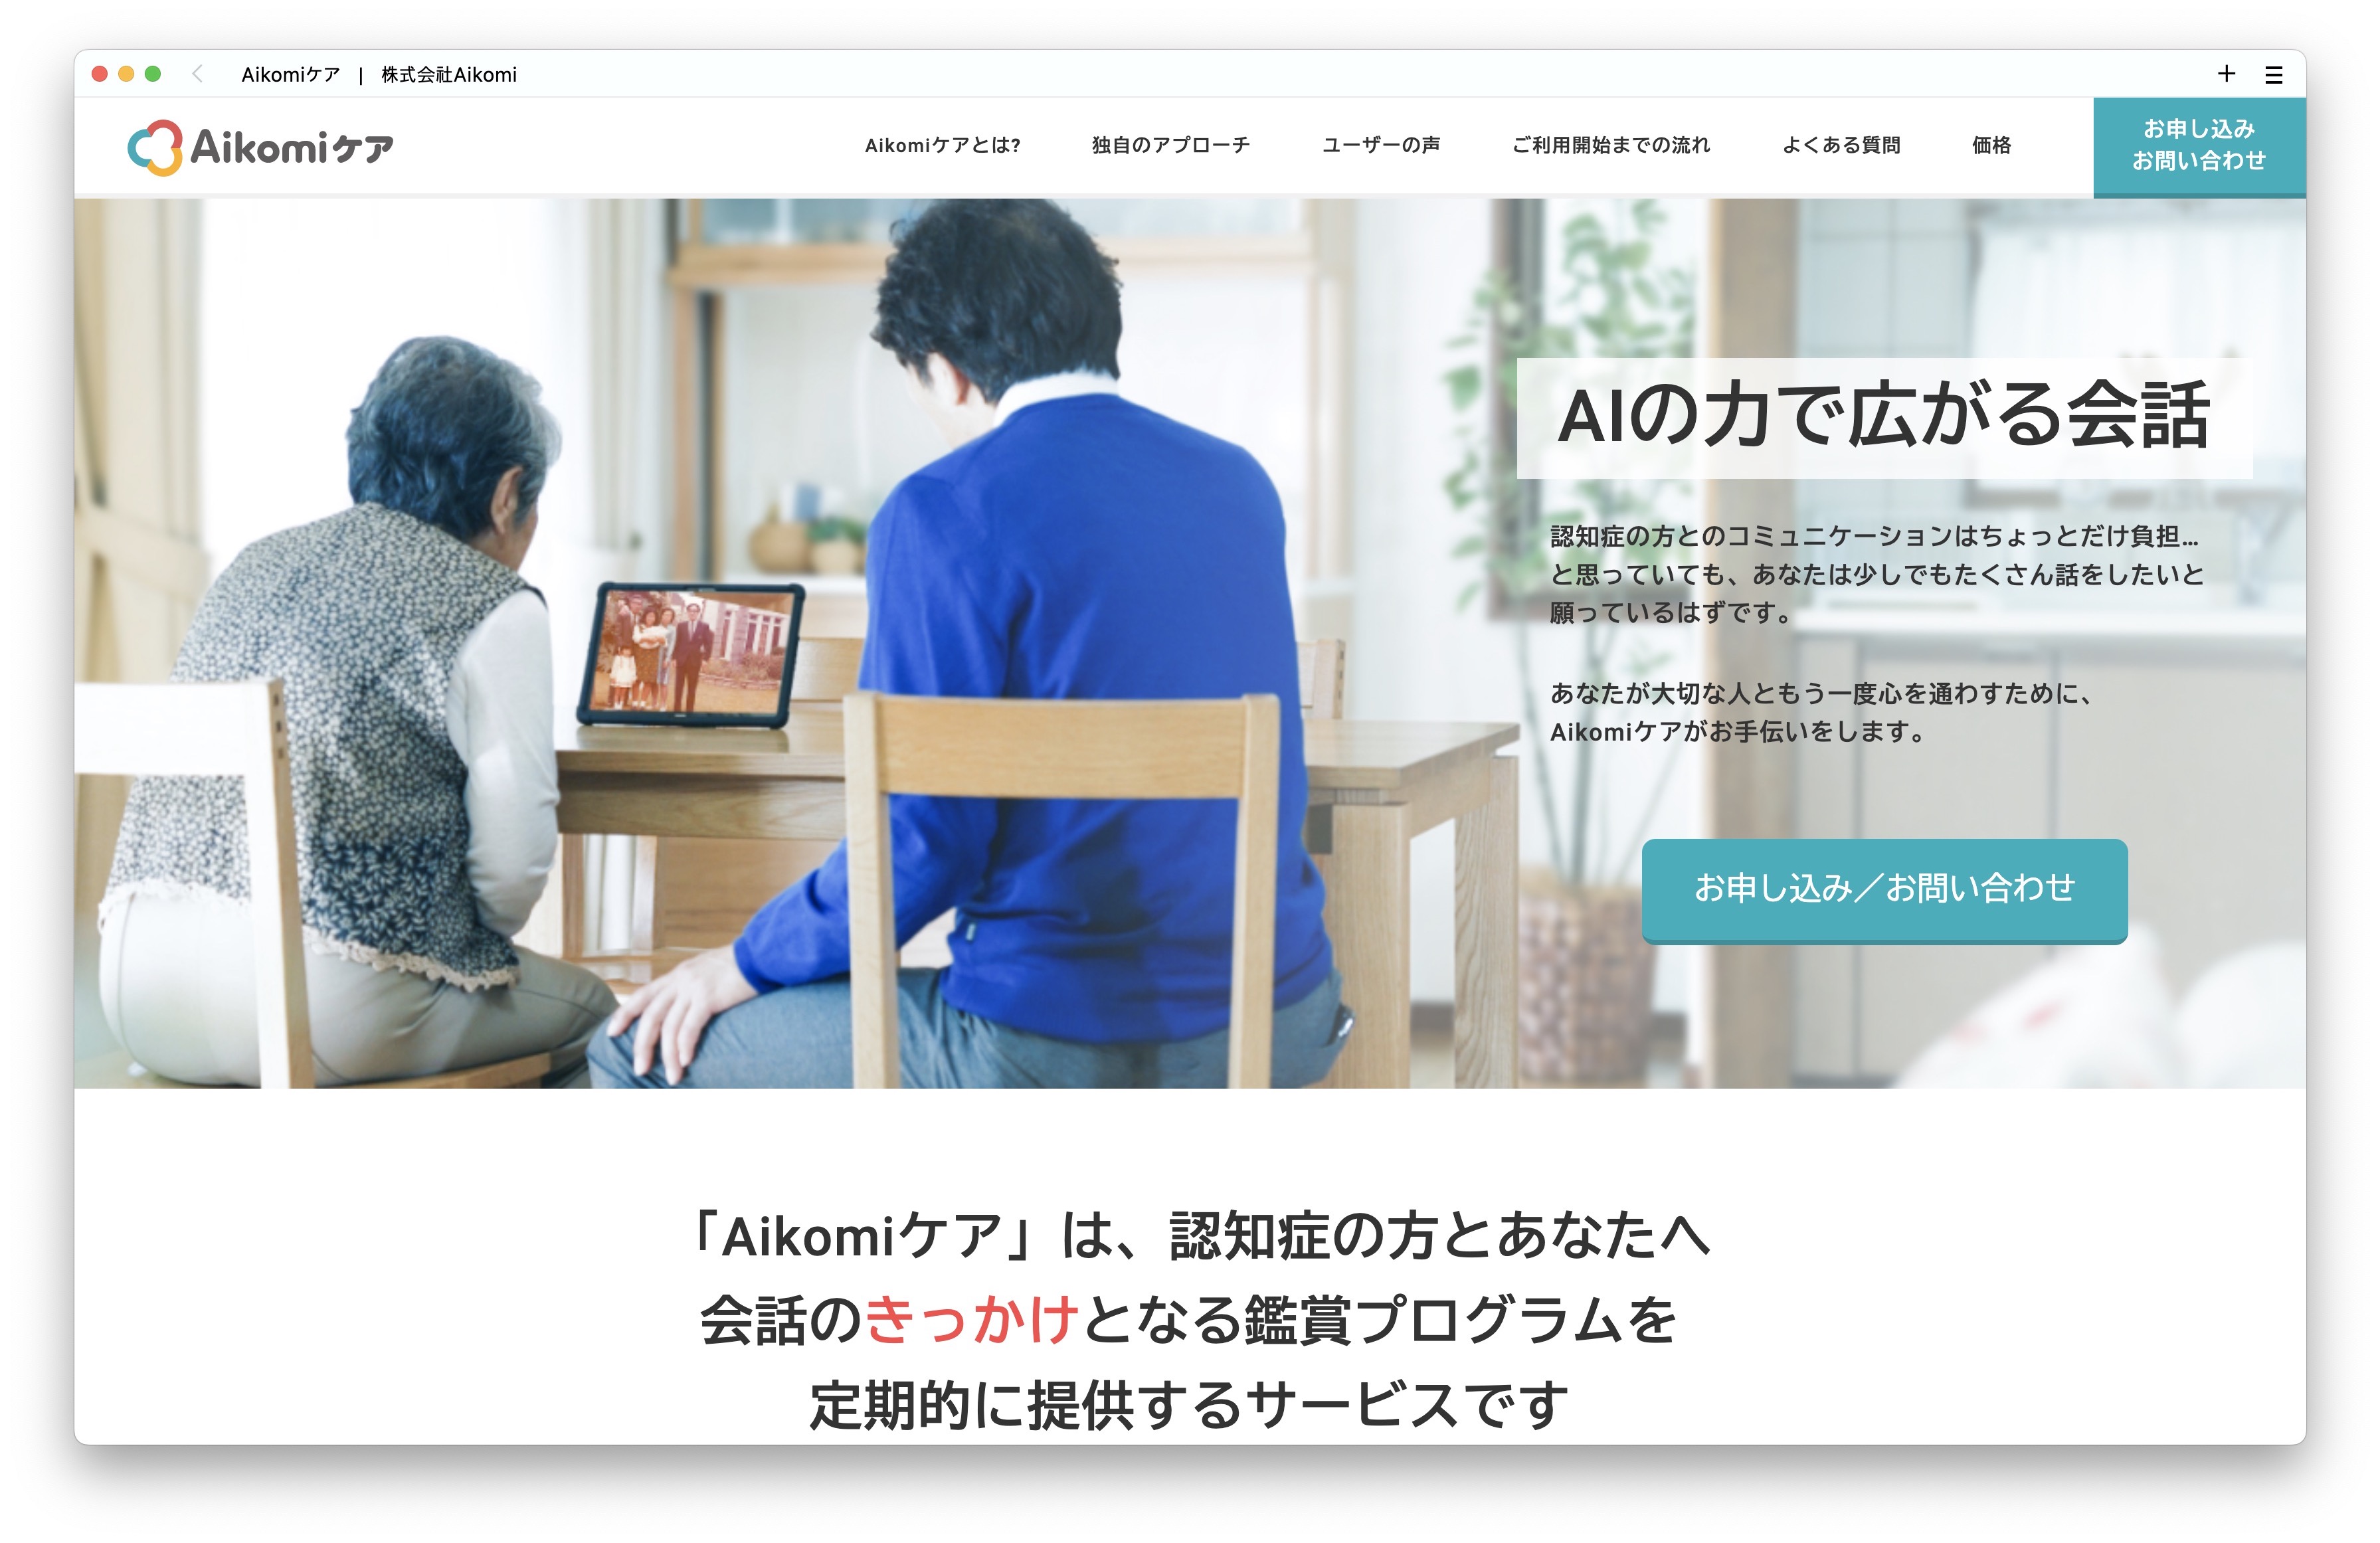 Aikomiケア | 株式会社Aikomi
Aikomiケア
Aikomiケアとは?
独自のアプローチ
ユーザーの声
ご利用開始までの流れ
よくある質問
価格
お申し込み
お問い合わせ
AIの力で広がる会話
認知症の方とのコミュニケーションはちょっとだけ負担…
と思っていても、あなたは少しでもたくさん話をしたいと
願っているはずです。
あなたが大切な人ともう一度心を通わすために、
Aikomiケアがお手伝いをします。
お申し込み／お問い合わせ
「Aikomiケア」は、認知症の方とあなたへ
会話のきっかけとなる鑑賞プログラムを
定期的に提供するサービスです